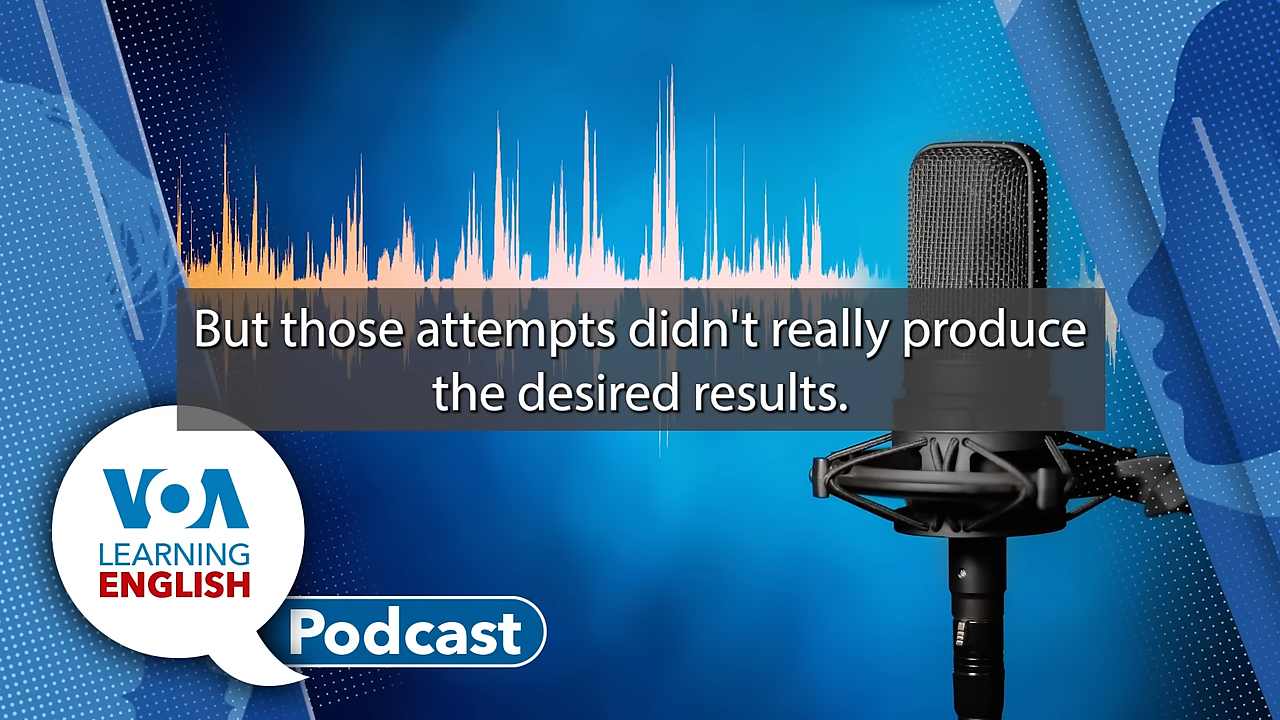 But those attempts didn't really produce
the desired results.
VOA
LEARNING
ENGLISH
Podcast